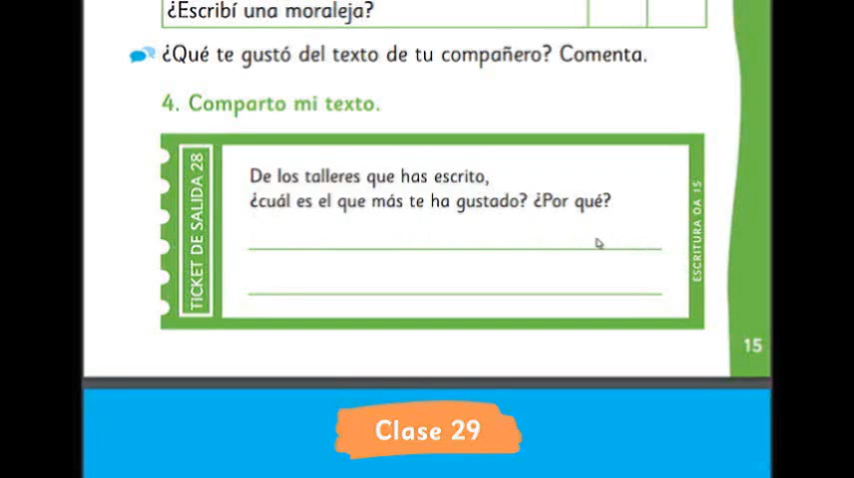 ¿Escribí una moraleja?
¿Qué te gustó del texto de tu compañero? Comenta.
4. Comparto mi texto.
TICKET DE SALIDA 28
De los talleres que has escrito,
¿cuál es el que más te ha gustado? ¿Por qué?
ESCRITURA OA 15
15
Clase 29